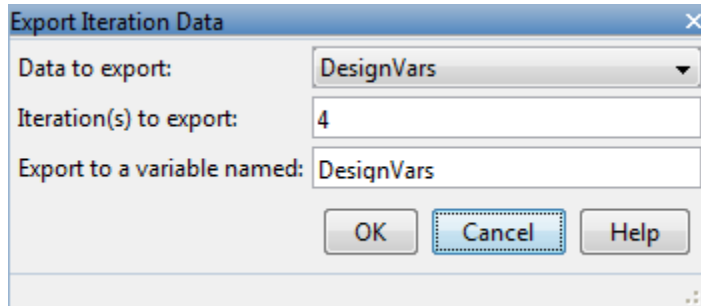 Export Iteration Data
Data to export: DesignVars
Iteration(s) to export: 4
Export to a variable named: DesignVars
OK Cancel Help